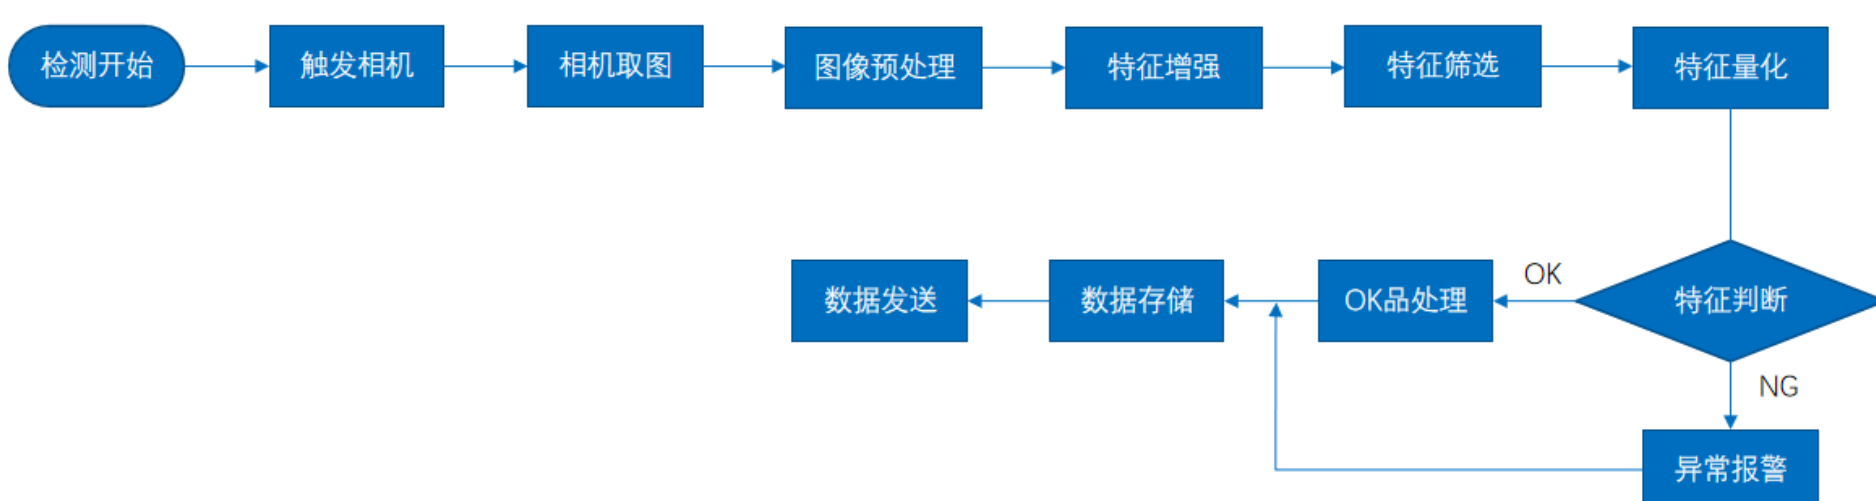 检测开始
触发相机
相机取图
图像预处理
特征增强
特征筛选
特征量化
特征判断
OK
OK品处理
数据存储
数据发送
NG
异常报警